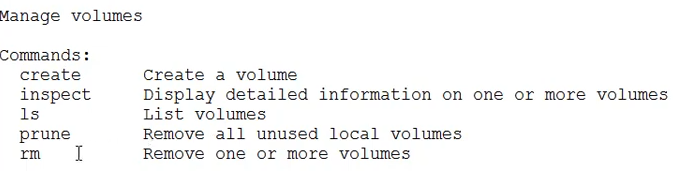 Manage volumes
Commands:
create Create a volume
inspect Display detailed information on one or more volumes
ls List volumes
prune Remove all unused local volumes
rm Remove one or more volumes